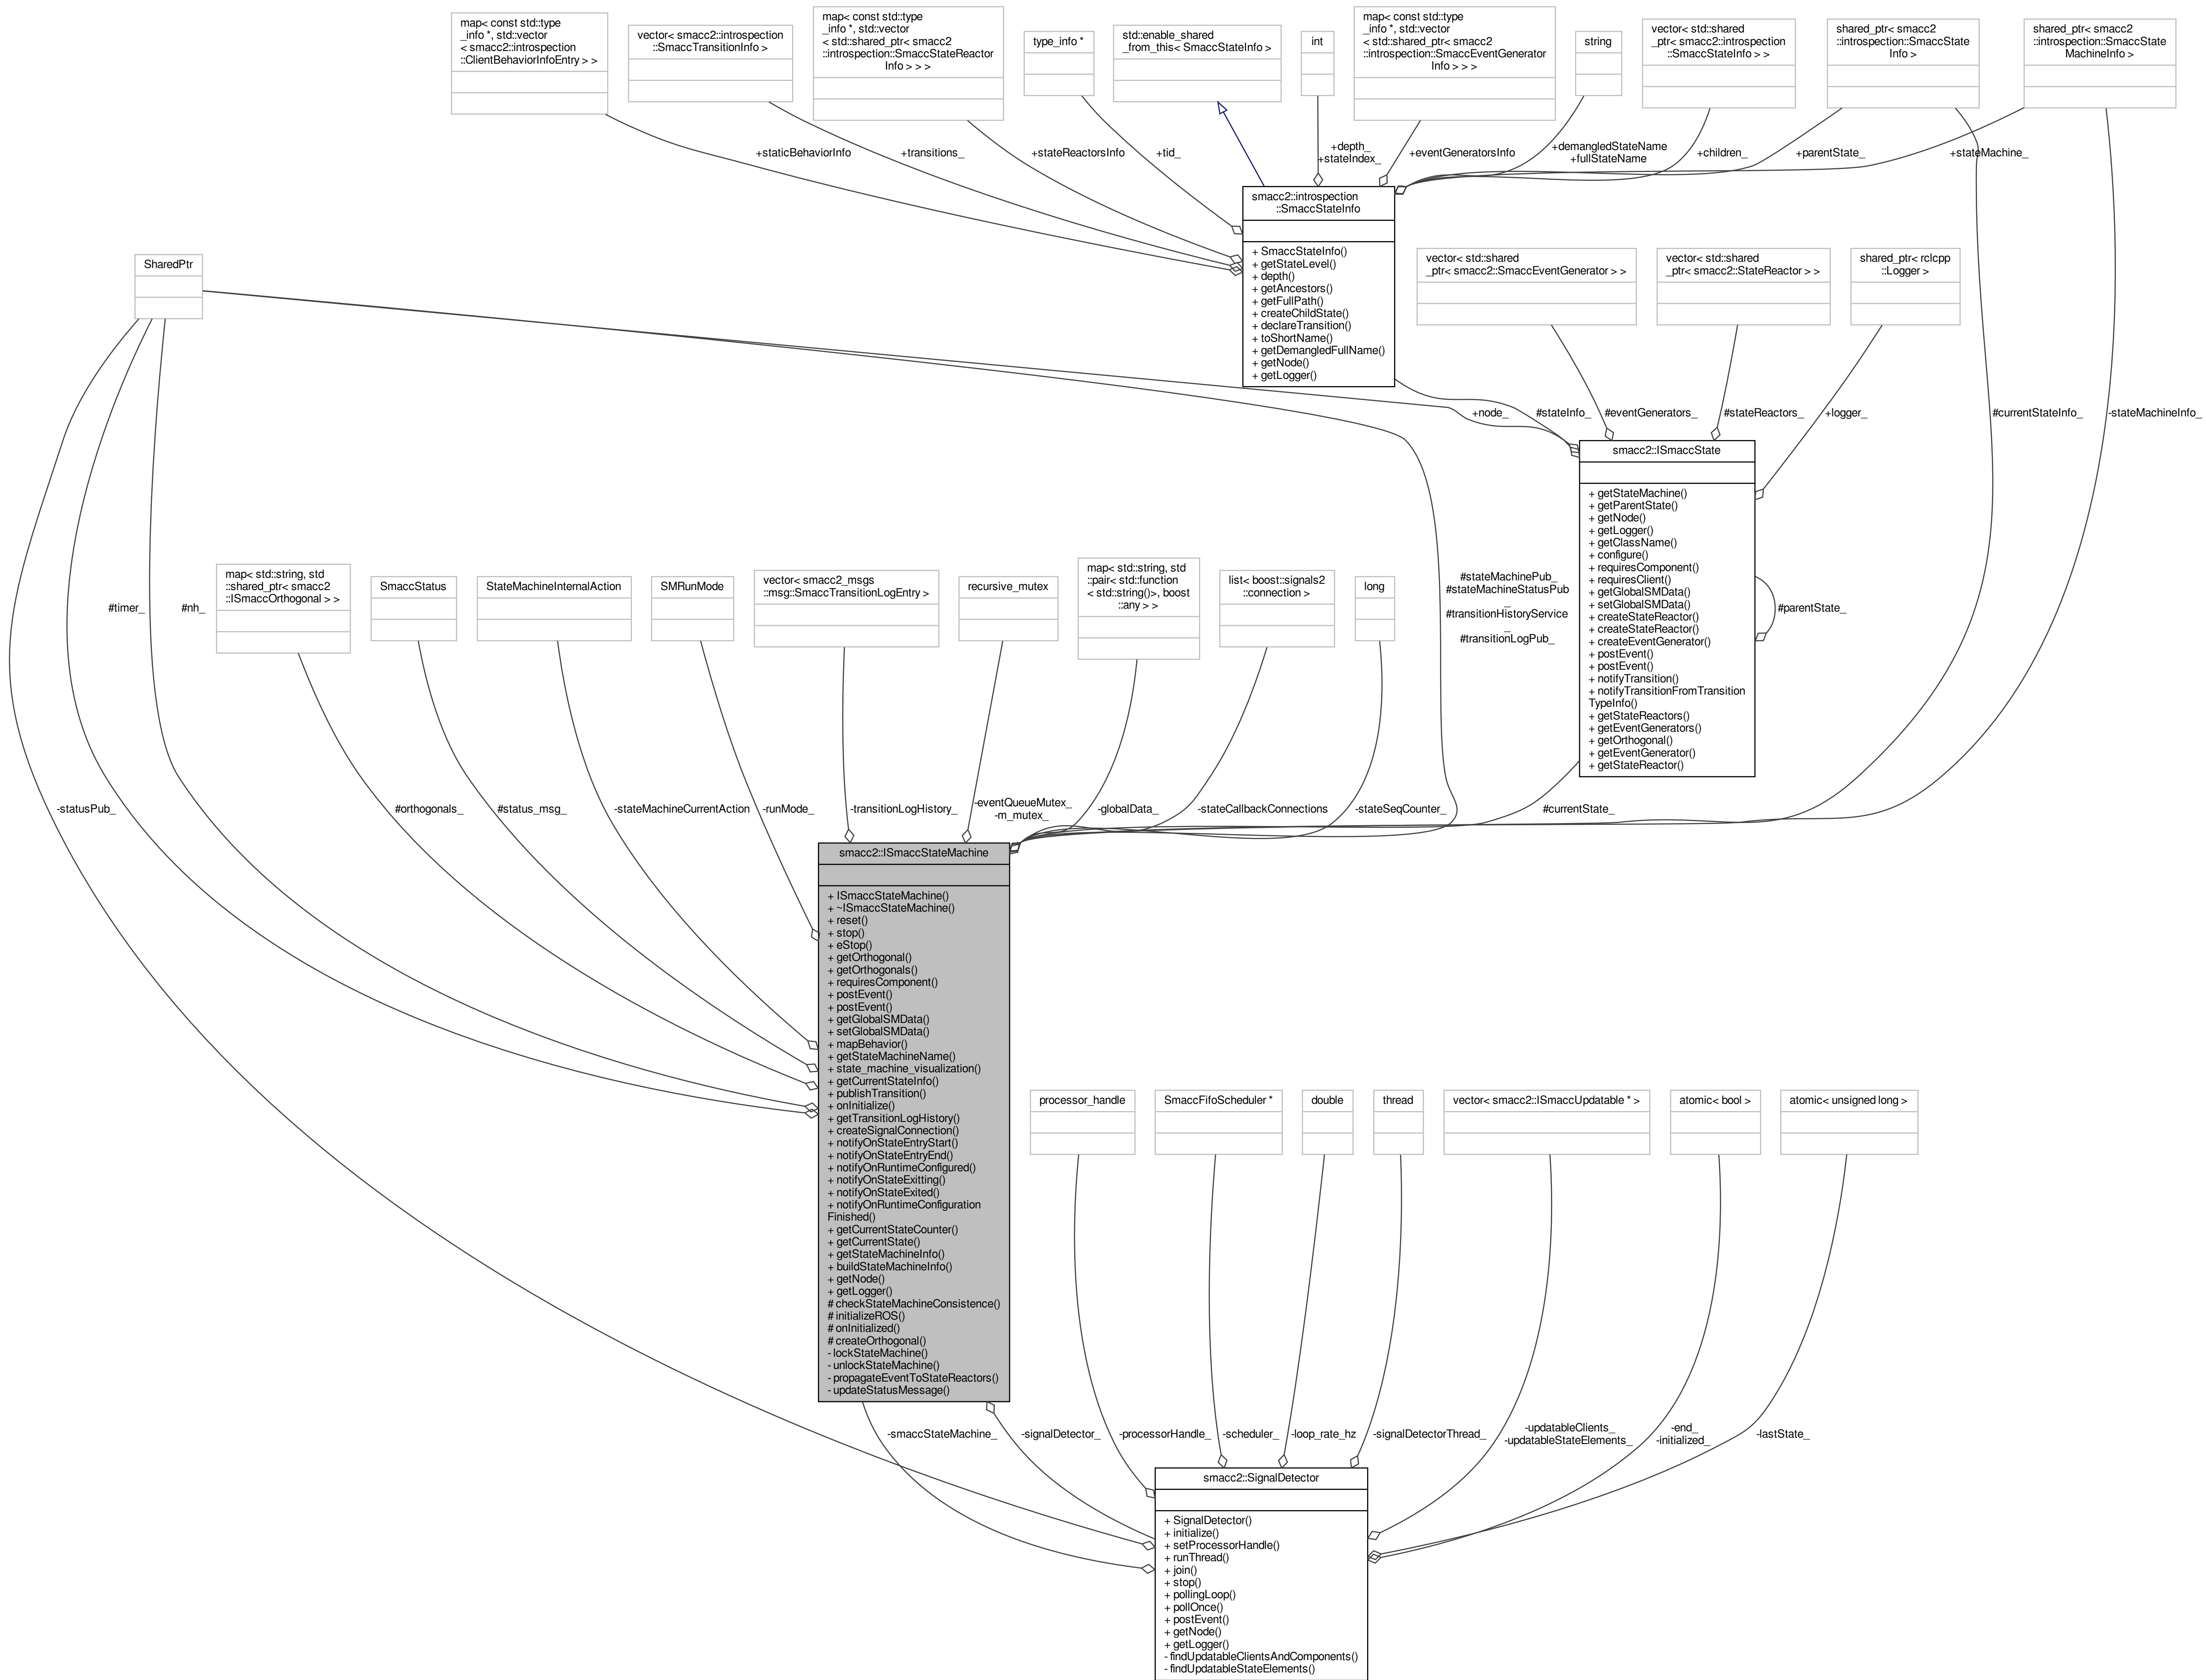 map< const std::type
_info *, std::vector
< smacc2::introspection
::ClientBehaviorInfoEntry > >
vector< smacc2::introspection
::SmaccTransitionInfo >
map< const std::type
_info *, std::vector
< std::shared_ptr< smacc2
::introspection::SmaccStateReactor
Info > > >
type_info *
std::enable_shared
_from_this< SmaccStateInfo >
int
map< const std::type
_info *, std::vector
< std::shared_ptr< smacc2
::introspection::SmaccEventGenerator
Info > > >
string
vector< std::shared
_ptr< smacc2::introspection
::SmaccStateInfo > >
shared_ptr< smacc2
::introspection::SmaccState
Info >
shared_ptr< smacc2
::introspection::SmaccState
MachineInfo >
+staticBehaviorInfo
+transitions_
+stateReactorsInfo
+tid_
+depth_
+stateIndex_
+eventGeneratorsInfo
+demangledStateName
+fullStateName
+children_
+parentState_
+stateMachine_
smacc2::introspection
::SmaccStateInfo
+ SmaccStateInfo()
+ getStateLevel()
+ depth()
+ getAncestors()
+ getFullPath()
+ createChildState()
+ declareTransition()
+ toShortName()
+ getDemangledFullName()
+ getNode()
+ getLogger()
SharedPtr
vector< std::shared
_ptr< smacc2::SmaccEventGenerator > >
vector< std::shared
_ptr< smacc2::StateReactor > >
shared_ptr< rclcpp
::Logger >
+node_
#stateInfo_
#eventGenerators_
#stateReactors_
+logger_
#currentStateInfo_
-stateMachineInfo_
smacc2::ISmaccState
+ getStateMachine()
+ getParentState()
+ getNode()
+ getLogger()
+ getClassName()
+ configure()
+ requiresComponent()
+ requiresClient()
+ getGlobalSMData()
+ setGlobalSMData()
+ createStateReactor()
+ createStateReactor()
+ createEventGenerator()
+ postEvent()
+ postEvent()
+ notifyTransition()
+ notifyTransitionFromTransition
TypeInfo()
+ getStateReactors()
+ getEventGenerators()
+ getOrthogonal()
+ getEventGenerator()
+ getStateReactor()
#parentState_
#timer_
#nh_
map< std::string, std
::shared_ptr< smacc2
::ISmaccOrthogonal > >
SmaccStatus
StateMachineInternalAction
SMRunMode
vector< smacc2_msgs
::msg::SmaccTransitionLogEntry >
recursive_mutex
map< std::string, std
::pair< std::function
< std::string()>, boost
::any > >
list< boost::signals2
::connection >
long
#stateMachinePub_
#stateMachineStatusPub
_
#transitionHistoryService
_
#transitionLogPub_
-statusPub_
#orthogonals_
#status_msg_
-stateMachineCurrentAction
-runMode_
-transitionLogHistory_
-eventQueueMutex_
-m_mutex_
-globalData_
-stateCallbackConnections
-stateSeqCounter_
#currentState_
smacc2::ISmaccStateMachine
+ ISmaccStateMachine()
+ ~ISmaccStateMachine()
+ reset()
+ stop()
+ eStop()
+ getOrthogonal()
+ getOrthogonals()
+ requiresComponent()
+ postEvent()
+ postEvent()
+ getGlobalSMData()
+ setGlobalSMData()
+ mapBehavior()
+ getStateMachineName()
+ state_machine_visualization()
+ getCurrentStateInfo()
+ publishTransition()
+ onInitialize()
+ getTransitionLogHistory()
+ createSignalConnection()
+ notifyOnStateEntryStart()
+ notifyOnStateEntryEnd()
+ notifyOnRuntimeConfigured()
+ notifyOnStateExitting()
+ notifyOnStateExited()
+ notifyOnRuntimeConfiguration
Finished()
+ getCurrentStateCounter()
+ getCurrentState()
+ getStateMachineInfo()
+ buildStateMachineInfo()
+ getNode()
+ getLogger()
# checkStateMachineConsistence()
# initializeROS()
# onInitialized()
# createOrthogonal()
- lockStateMachine()
- unlockStateMachine()
- propagateEventToStateReactors()
- updateStatusMessage()
processor_handle
SmaccFifoScheduler *
double
thread
vector< smacc2::ISmaccUpdatable * >
atomic< bool >
atomic< unsigned long >
-smaccStateMachine_
-signalDetector_
-processorHandle_
-scheduler_
-loop_rate_hz
-signalDetectorThread_
-updatableClients_
-updatableStateElements_
-end_
-initialized_
-lastState_
smacc2::SignalDetector
+ SignalDetector()
+ initialize()
+ setProcessorHandle()
+ runThread()
+ join()
+ stop()
+ pollingLoop()
+ pollOnce()
+ postEvent()
+ getNode()
+ getLogger()
- findUpdatableClientsAndComponents()
- findUpdatableStateElements()